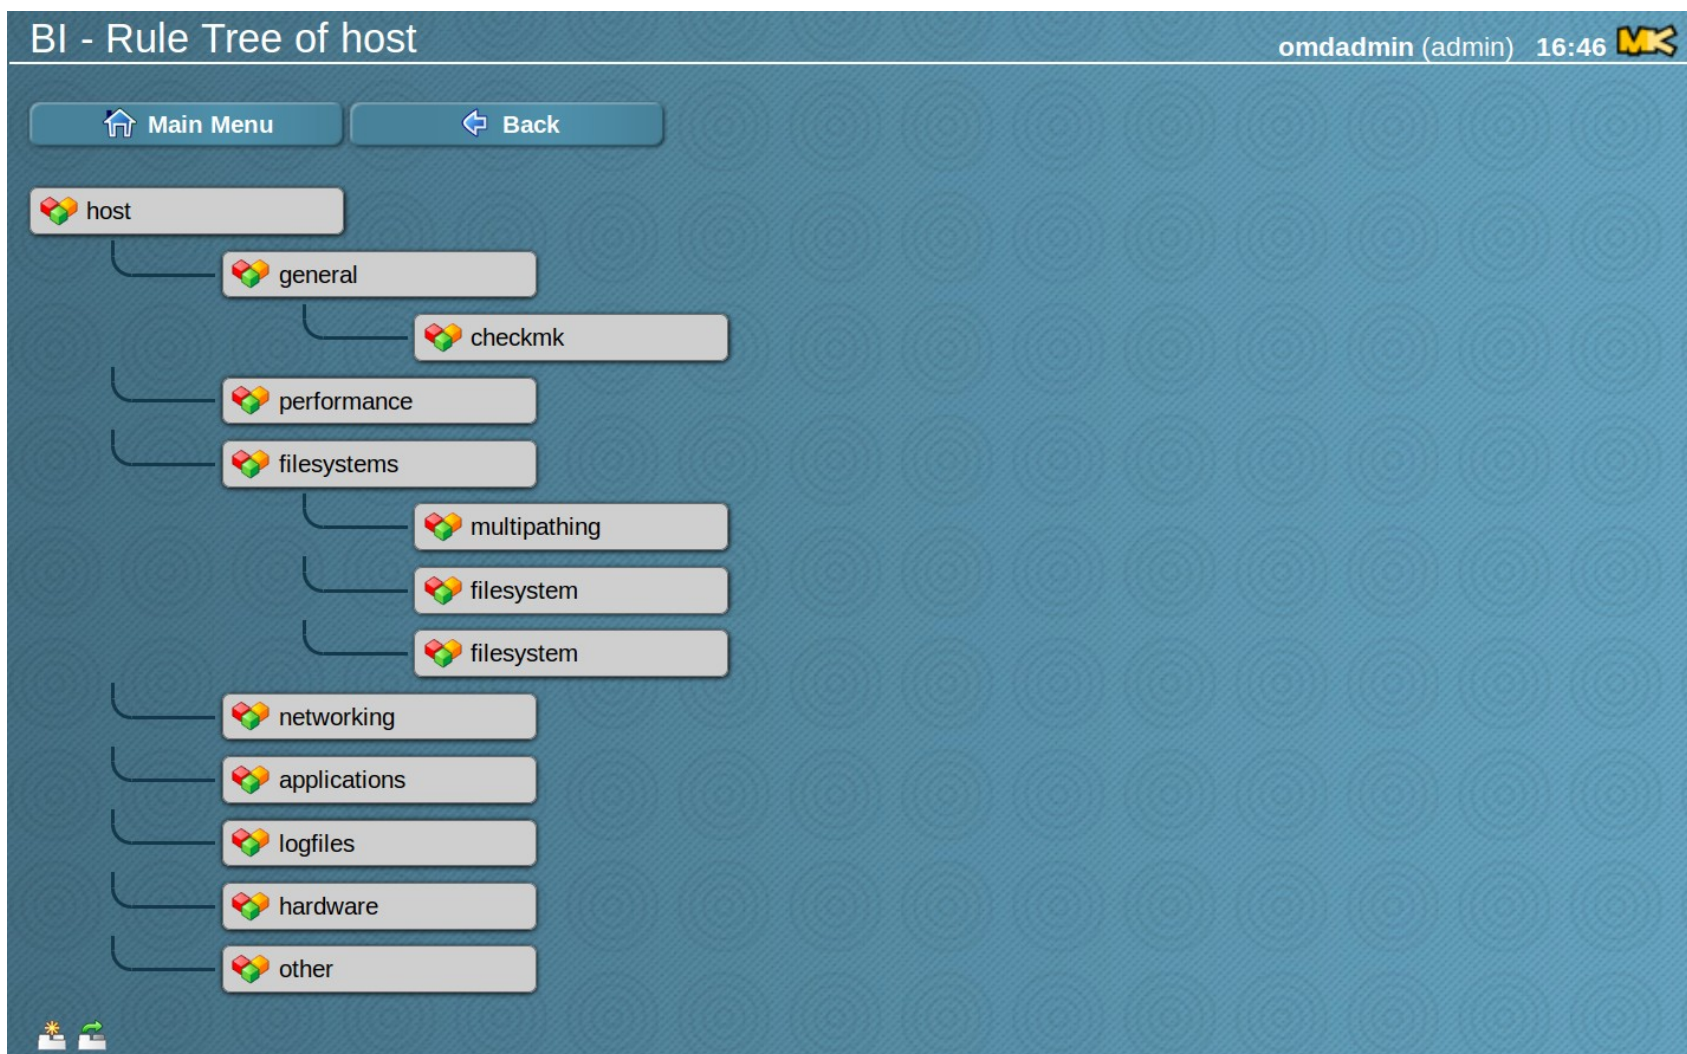 BI - Rule Tree of host
omdadmin (admin) 16:46 MK
Main Menu
Back
host
general
checkmk
performance
filesystems
multipathing
filesystem
filesystem
networking
applications
logfiles
hardware
other